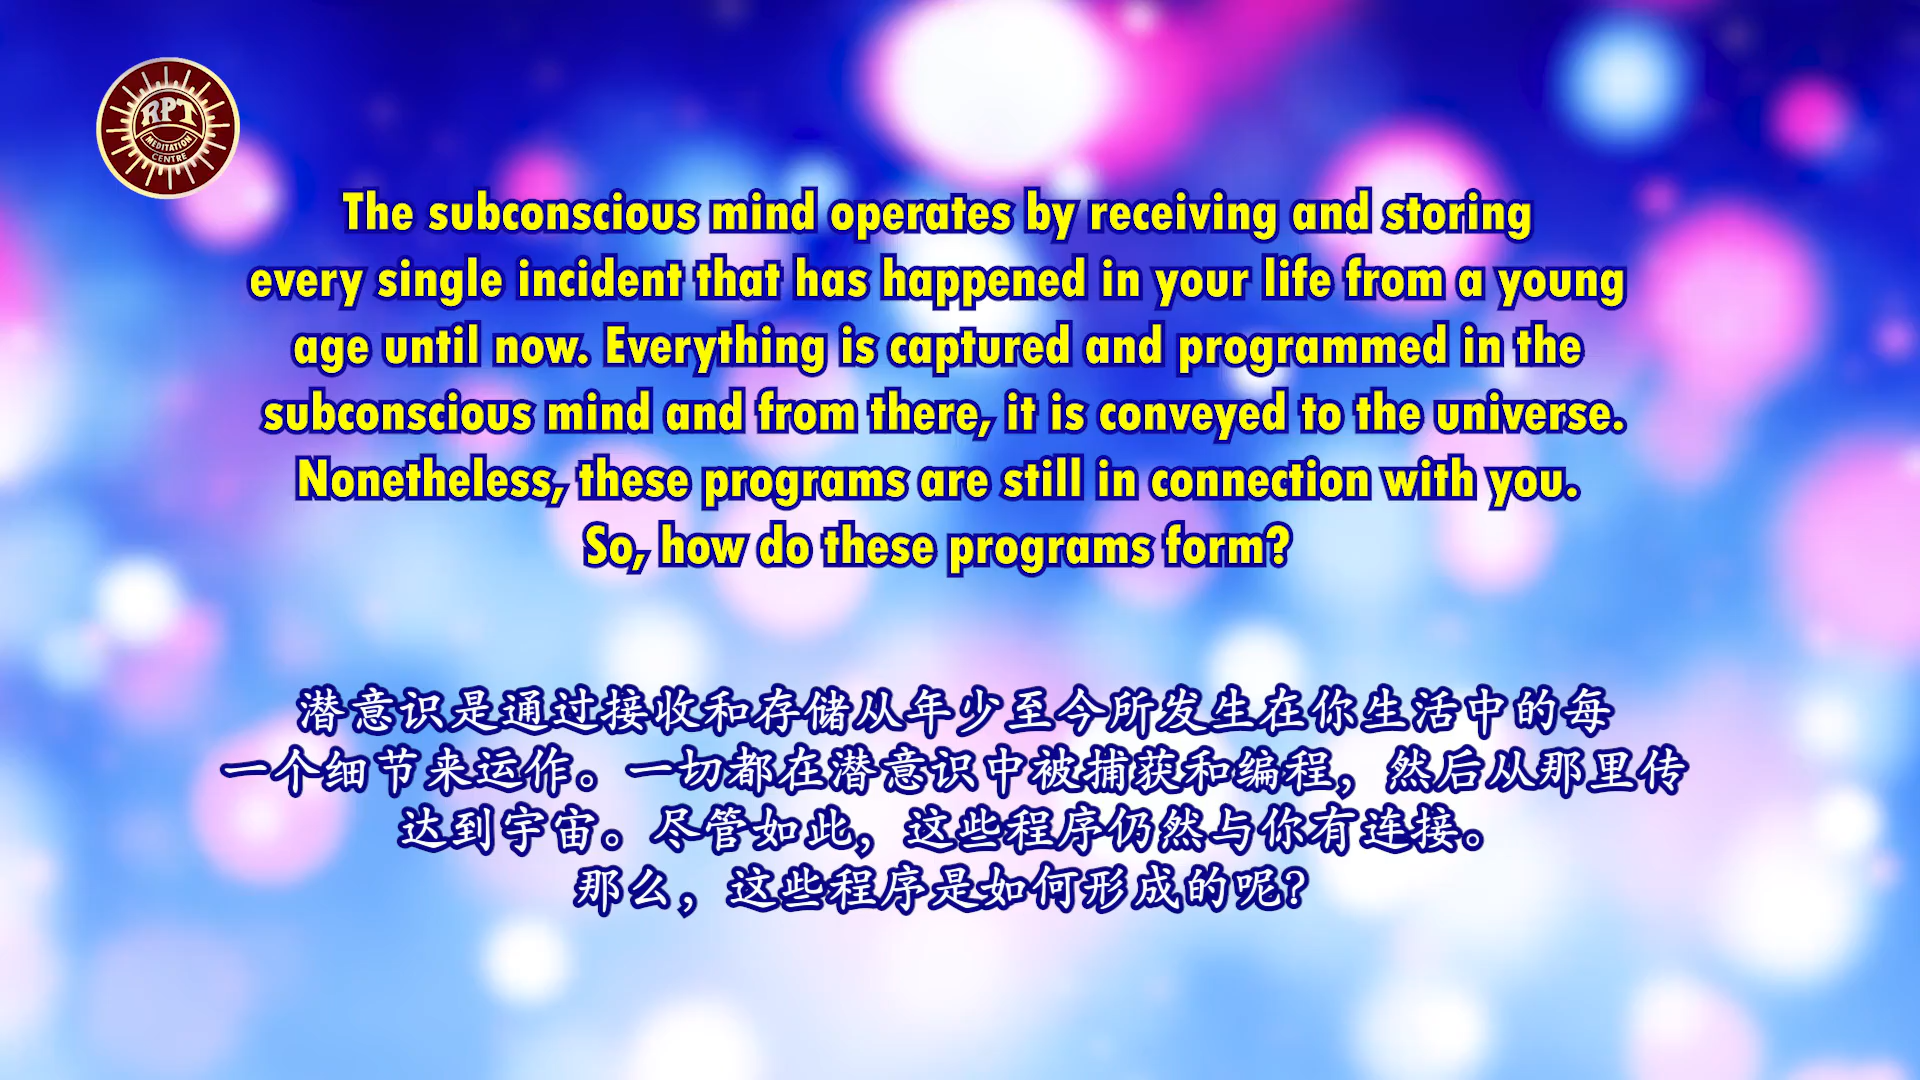 RPT
MEDITATION
CENTRE
The subconscious mind operates by receiving and storing
every single incident that has happened in your life from a young
age until now. Everything is captured and programmed in the
subconscious mind and from there, it is conveyed to the universe.
Nonetheless, these programs are still in connection with you.
So, how do these programs form?
潜意识是通过接收和存储从年少至今所发生在你生活中的每
一个细节来运作。一切都在潜意识中被捕获和编程，然后从那里传
达到宇宙。尽管如此，这些程序仍然与你有连接。
那么，这些程序是如何形成的呢？